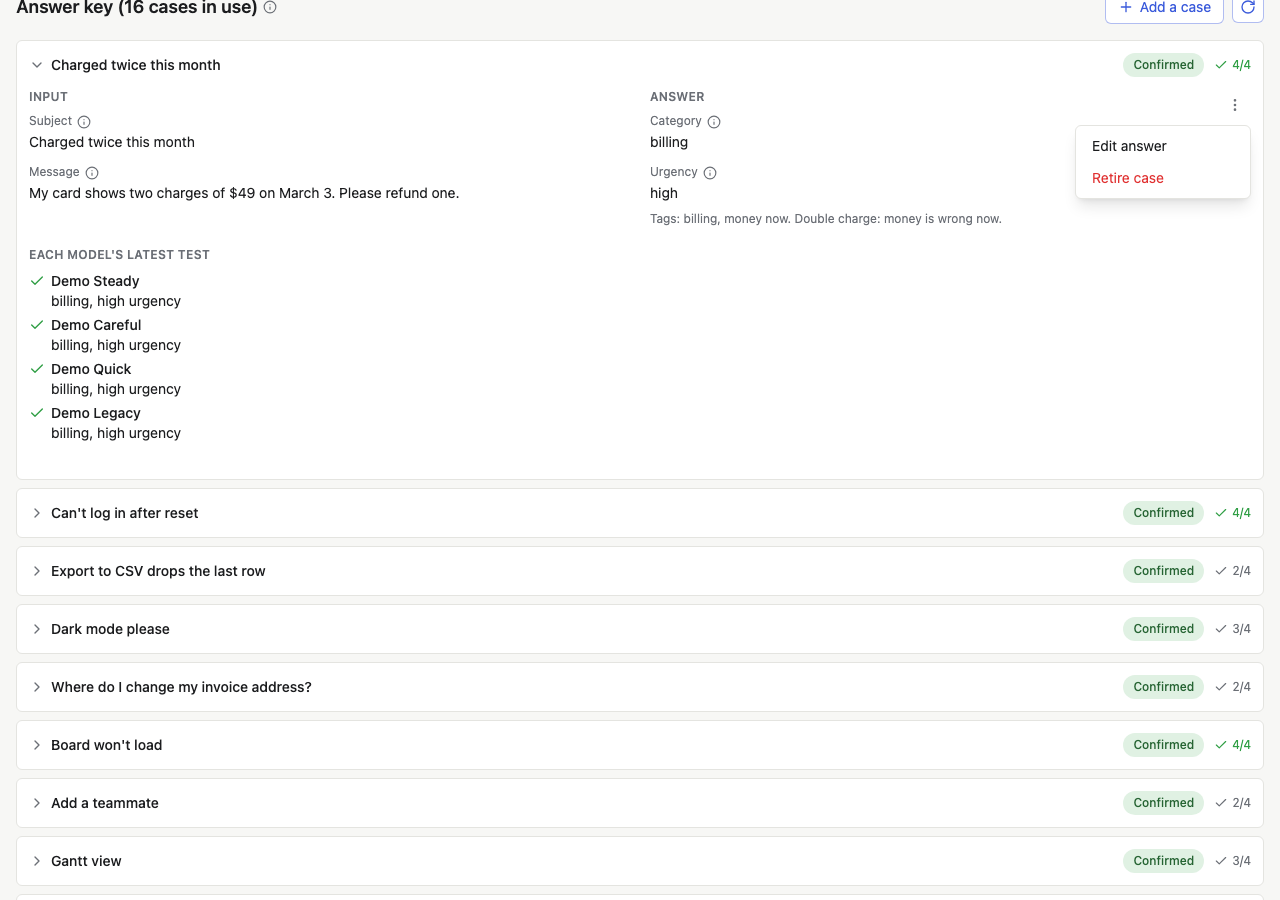 Answer key (16 cases in use)
Add a case
Charged twice this month
Confirmed
4/4
INPUT
Subject
Charged twice this month
Message
My card shows two charges of $49 on March 3. Please refund one.
ANSWER
Category
billing
Urgency
high
Tags: billing, money now. Double charge: money is wrong now.
Edit answer
Retire case
EACH MODEL'S LATEST TEST
Demo Steady
billing, high urgency
Demo Careful
billing, high urgency
Demo Quick
billing, high urgency
Demo Legacy
billing, high urgency
Can't log in after reset
Confirmed
4/4
Export to CSV drops the last row
Confirmed
2/4
Dark mode please
Confirmed
3/4
Where do I change my invoice address?
Confirmed
2/4
Board won't load
Confirmed
4/4
Add a teammate
Confirmed
2/4
Gantt view
Confirmed
3/4